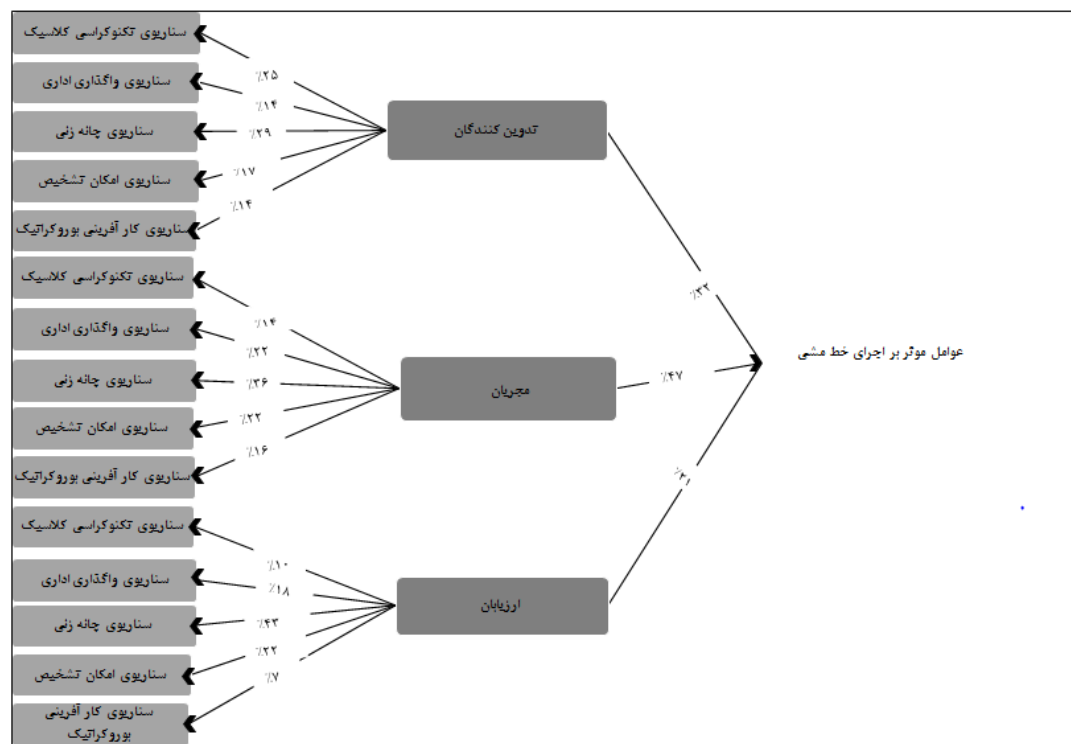 سناریوی تکنوکراسی کلاسیک
سناریوی واگذاری اداری
سناریوی چانه زنی
سناریوی امکان تشخیص
سناریوی کار آفرینی بوروکراتیک
٪۲۵
٪۱۴
٪۲۹
٪۱۷
٪۱۴
تدوین کنندگان
سناریوی تکنوکراسی کلاسیک
سناریوی واگذاری اداری
سناریوی چانه زنی
سناریوی امکان تشخیص
سناریوی کار آفرینی بوروکراتیک
٪۱۴
٪۲۲
٪۳۶
٪۲۲
٪۱۶
مجریان
سناریوی تکنوکراسی کلاسیک
سناریوی واگذاری اداری
سناریوی چانه زنی
سناریوی امکان تشخیص
سناریوی کار آفرینی
بوروکراتیک
٪۱۰
٪۱۸
٪۴۳
٪۲۲
٪۷
ارزیابان
٪۳۲
٪۴۷
٪۲۱
عوامل موثر بر اجرای خط مشی